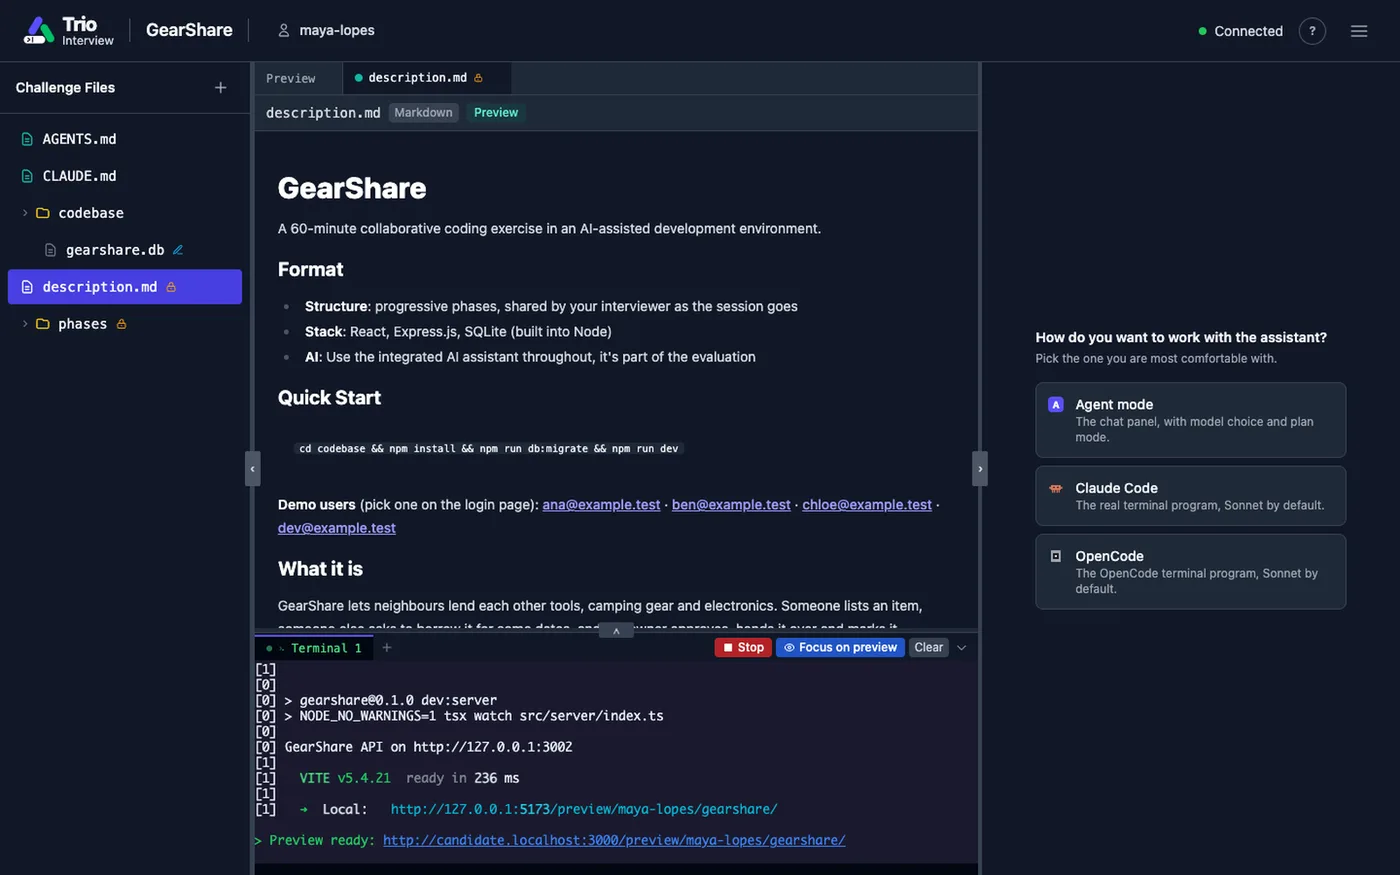 Trio
Interview
GearShare
maya-lopes
Connected
?
Challenge Files
+
AGENTS.md
CLAUDE.md
codebase
gearshare.db
description.md
phases
Preview
description.md
description.md
Markdown
Preview
GearShare
A 60-minute collaborative coding exercise in an AI-assisted development environment.
Format
Structure: progressive phases, shared by your interviewer as the session goes
Stack: React, Express.js, SQLite (built into Node)
AI: Use the integrated AI assistant throughout, it's part of the evaluation
Quick Start
cd codebase && npm install && npm run db:migrate && npm run dev
Demo users (pick one on the login page): ana@example.test · ben@example.test · chloe@example.test ·
dev@example.test
What it is
GearShare lets neighbours lend each other tools, camping gear and electronics. Someone lists an item,
Terminal 1
+
Stop
Focus on preview
Clear
[1]
[0]
[0] > gearshare@0.1.0 dev:server
[0] > NODE_NO_WARNINGS=1 tsx watch src/server/index.ts
[0]
[0] GearShare API on http://127.0.0.1:3002
[1]
[1] VITE v5.4.21 ready in 236 ms
[1]
[1] ➜ Local: http://127.0.0.1:5173/preview/maya-lopes/gearshare/
> Preview ready: http://candidate.localhost:3000/preview/maya-lopes/gearshare/
How do you want to work with the assistant?
Pick the one you are most comfortable with.
A
Agent mode
The chat panel, with model choice and plan
mode.
Claude Code
The real terminal program, Sonnet by default.
OpenCode
The OpenCode terminal program, Sonnet by
default.